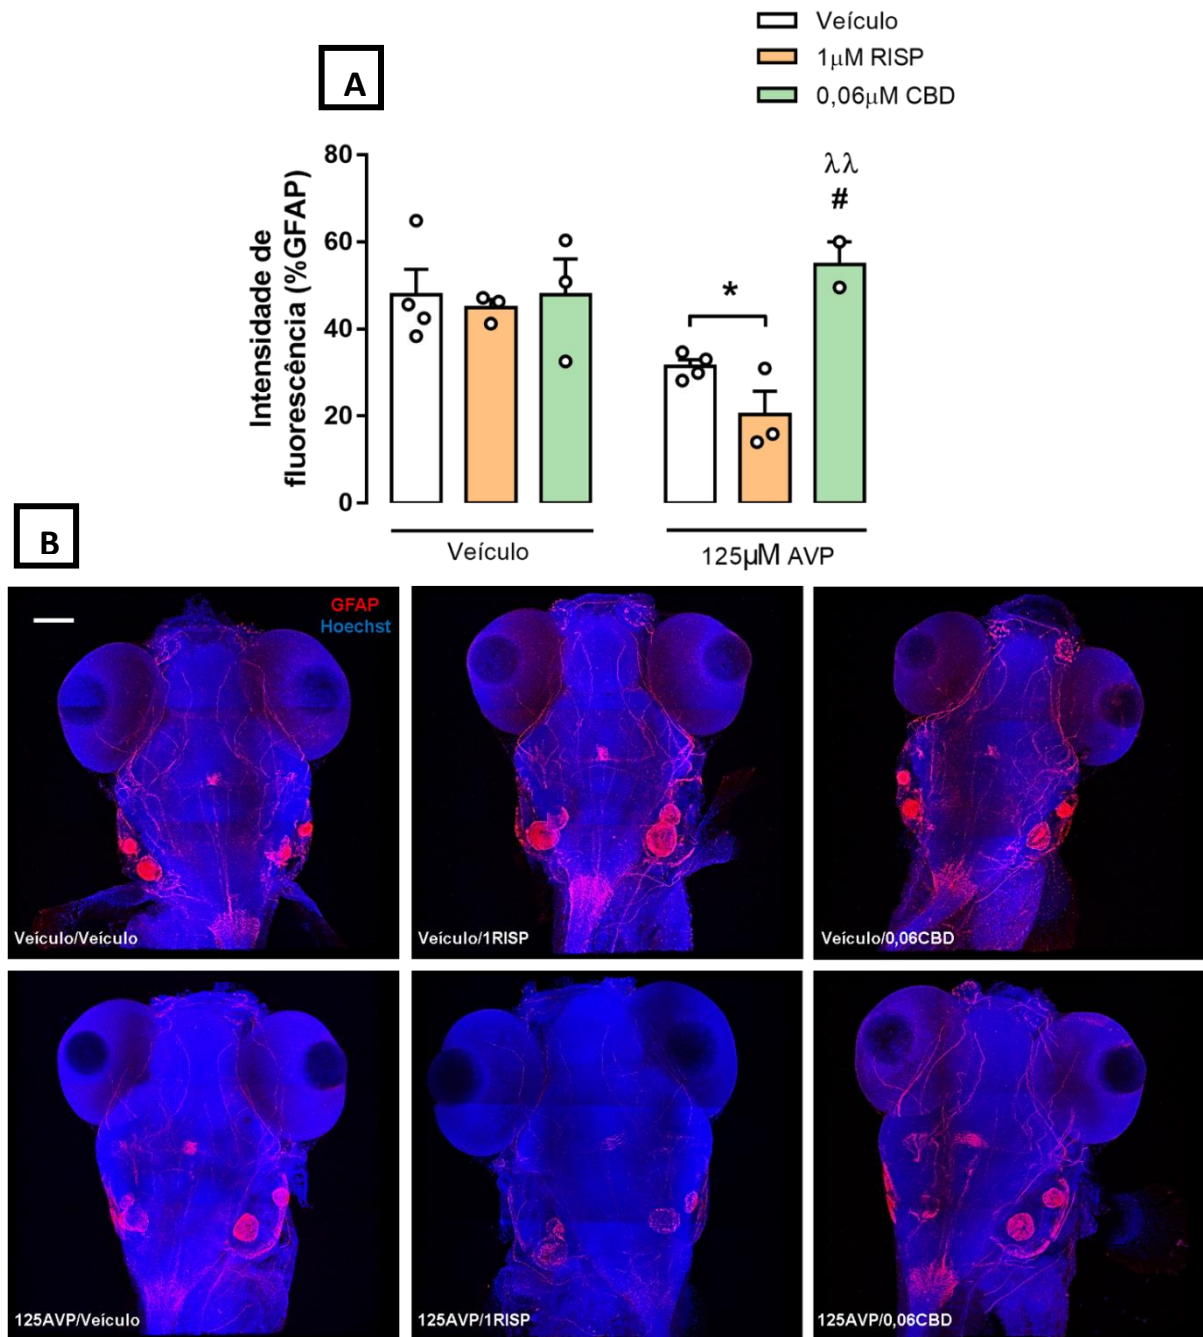 Veículo
1µM RISP
0,06µM CBD
A
80
60
40
20
0
Intensidade de
fluorescência (%GFAP)
*
λλ
#
Veículo
125µM AVP
B
GFAP
Hoechst
Veículo/Veículo
Veículo/1RISP
Veículo/0,06CBD
125AVP/Veículo
125AVP/1RISP
125AVP/0,06CBD